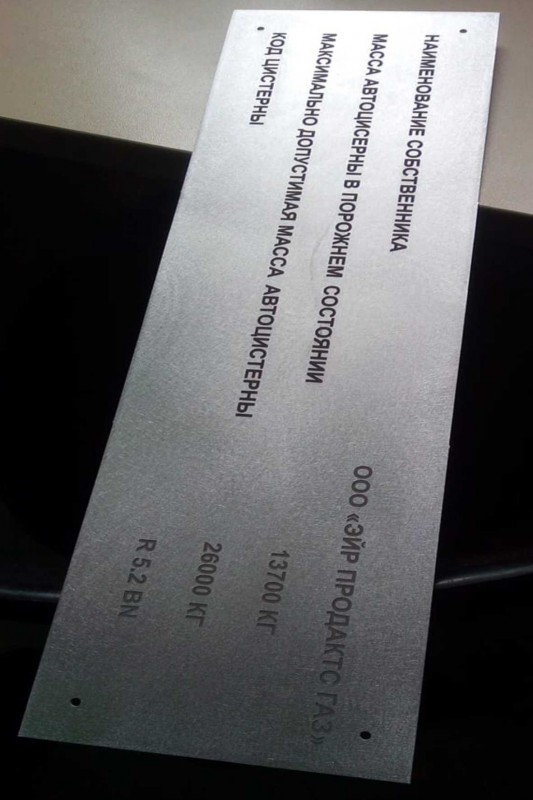 НАИМЕНОВАНИЕ СОБСТВЕННИКА ООО «ЭЙР ПРОДАКТС ГАЗ»
МАССА АВТОЦИСЕРНЫ В ПОРОЖНЕМ СОСТОЯНИИ 13700 КГ
МАКСИМАЛЬНО ДОПУСТИМАЯ МАССА АВТОЦИСТЕРНЫ 26000 КГ
КОД ЦИСТЕРНЫ R 5.2 BN